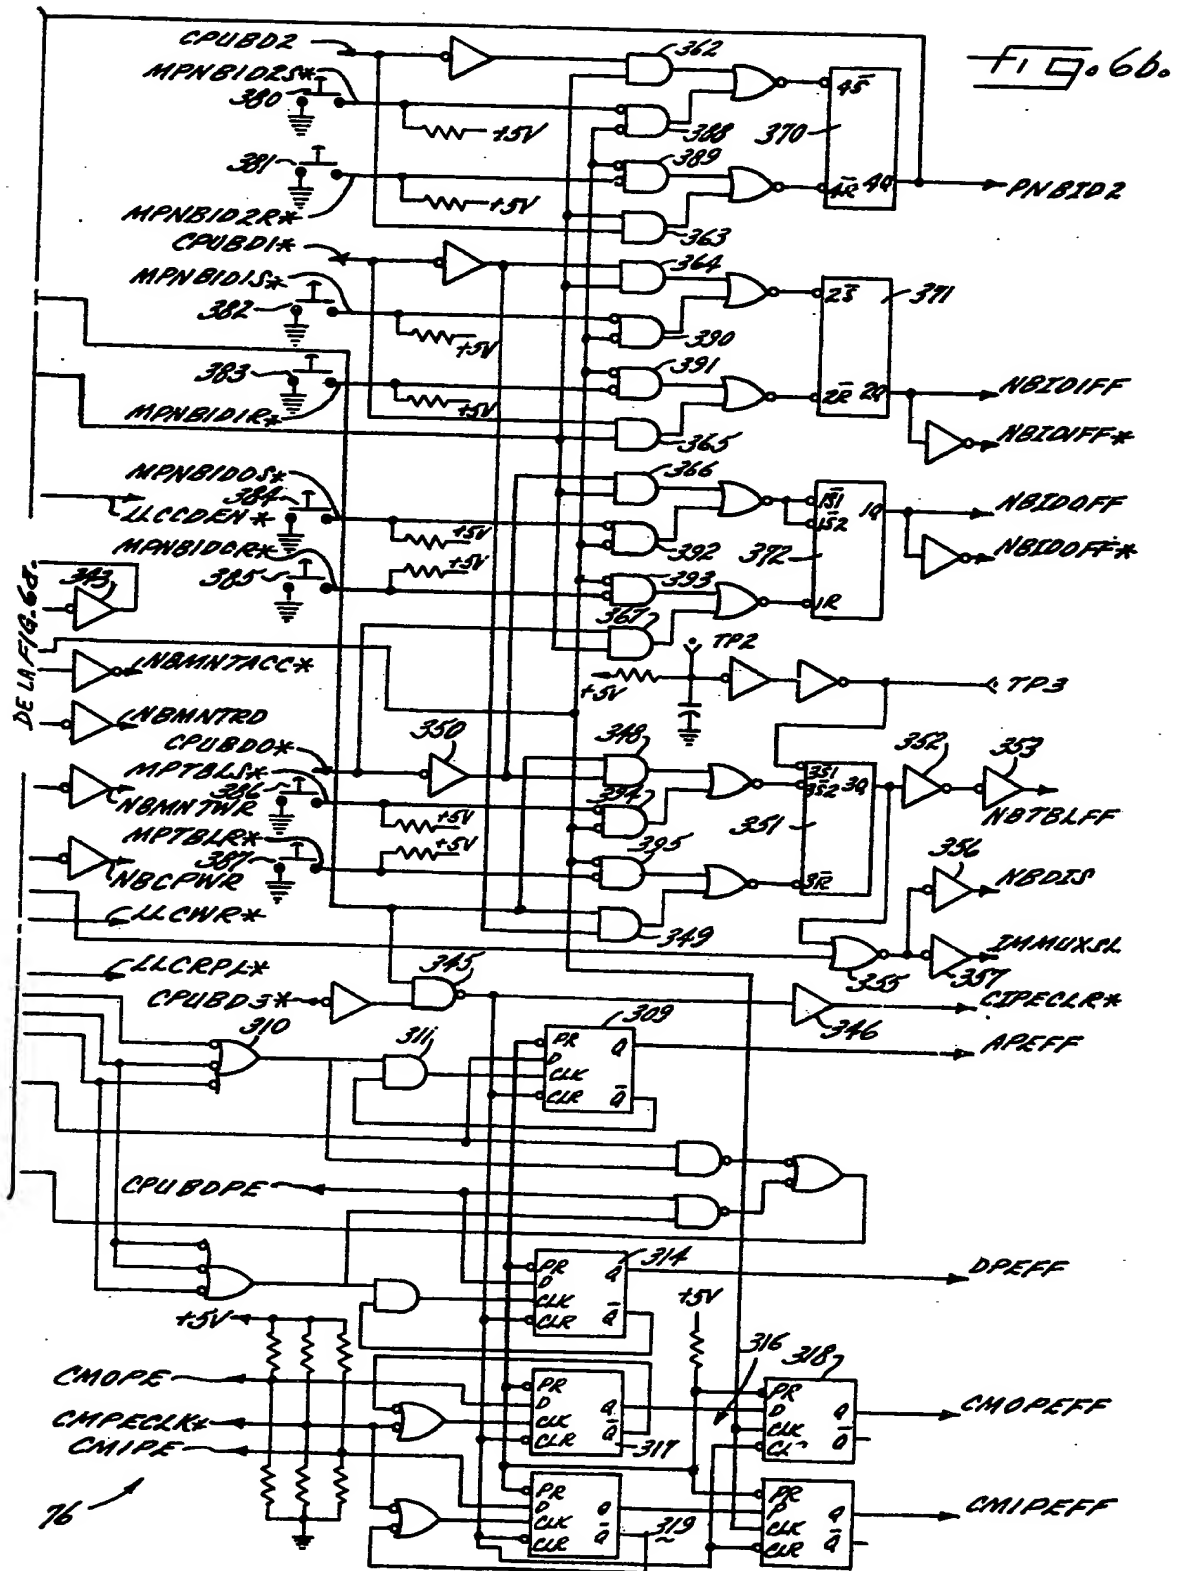 Fig. 6b.
CPUBD2
362
MPNBID2S*
380
+5V
388
4S
370
381
389
+5V
4R 4Q
PNBID2
MPNBID2R*
363
CPUBD1*
364
MPNBID1S*
382
+5V
390
2S
371
383
391
+5V
2R 2Q
NBID1FF
MPNBID1R*
365
NBID1FF*
MPNBID0S*
366
384
+5V
1S1
1Q
1S2
NBID0FF
LLCCDEN*
392
372
NBID0FF*
MPNBID0R*
+5V
385
393
1R
DE LA FIG. 6a.
343
367
TP2
+5V
TP3
NBMNTACC*
NBMNTRD
CPUBD0*
350
348
352
353
MPTBLS*
386
394
3S1
3S2
3Q
351
NBMNTWR
+5V
NBTBLFF
MPTBLR*
+5V
387
395
3R
356
NBDIS
NBCPWR
LLCWR*
349
355
357
IMMUXSL
LLCRPL*
345
CPUBD3*
346
CIPECLR*
310
311
309
PR
D
CLK
CLR
Q
Q
APEFF
CPUBDPE
314
PR
D
CLK
CLR
Q
Q
DPEFF
+5V
+5V
316
318
CMOPE
PR
D
CLK
CLR
Q
Q
317
PR
D
CLK
Q
Q
CMOPEFF
CMPECLK*
CMIPE
PR
D
CLK
CLR
Q
Q
319
PR
D
CLK
CLR
Q
Q
CMIPEFF
76